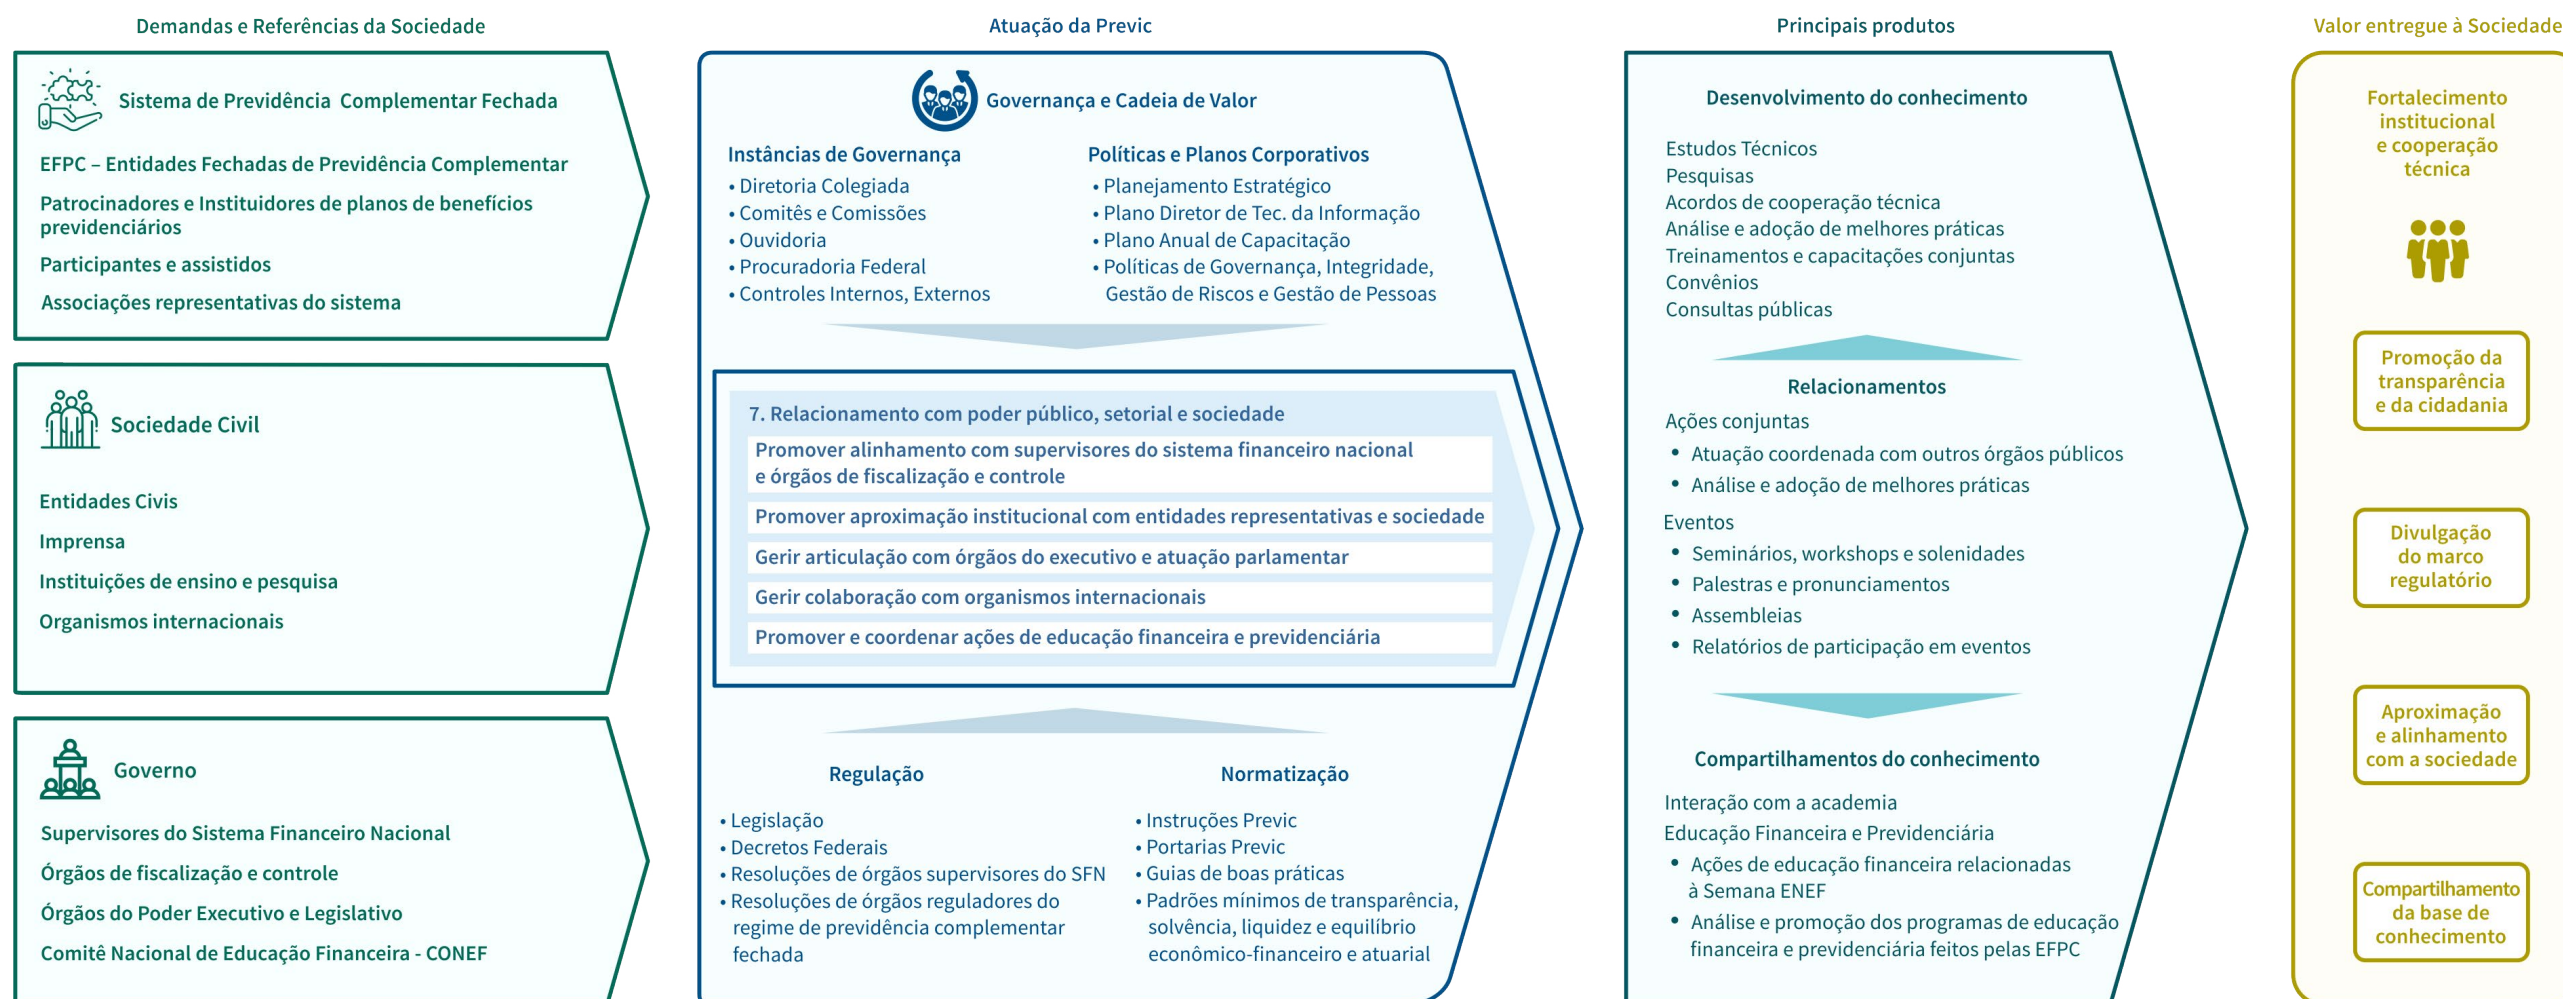 Demandas e Referências da Sociedade
Sistema de Previdência Complementar Fechada
EFPC – Entidades Fechadas de Previdência Complementar
Patrocinadores e Instituidores de planos de benefícios
previdenciários
Participantes e assistidos
Associações representativas do sistema
Sociedade Civil
Entidades Civis
Imprensa
Instituições de ensino e pesquisa
Organismos internacionais
Governo
Supervisores do Sistema Financeiro Nacional
Órgãos de fiscalização e controle
Órgãos do Poder Executivo e Legislativo
Comitê Nacional de Educação Financeira - CONEF
Atuação da Previc
Governança e Cadeia de Valor
Instâncias de Governança
• Diretoria Colegiada
• Comitês e Comissões
• Ouvidoria
• Procuradoria Federal
• Controles Internos, Externos
Políticas e Planos Corporativos
• Planejamento Estratégico
• Plano Diretor de Tec. da Informação
• Plano Anual de Capacitação
• Políticas de Governança, Integridade,
Gestão de Riscos e Gestão de Pessoas
7. Relacionamento com poder público, setorial e sociedade
Promover alinhamento com supervisores do sistema financeiro nacional
e órgãos de fiscalização e controle
Promover aproximação institucional com entidades representativas e sociedade
Gerir articulação com órgãos do executivo e atuação parlamentar
Gerir colaboração com organismos internacionais
Promover e coordenar ações de educação financeira e previdenciária
Regulação
• Legislação
• Decretos Federais
• Resoluções de órgãos supervisores do SFN
• Resoluções de órgãos reguladores do
regime de previdência complementar
fechada
Normatização
• Instruções Previc
• Portarias Previc
• Guias de boas práticas
• Padrões mínimos de transparência,
solvência, liquidez e equilíbrio
econômico-financeiro e atuarial
Principais produtos
Desenvolvimento do conhecimento
Estudos Técnicos
Pesquisas
Acordos de cooperação técnica
Análise e adoção de melhores práticas
Treinamentos e capacitações conjuntas
Convênios
Consultas públicas
Relacionamentos
Ações conjuntas
• Atuação coordenada com outros órgãos públicos
• Análise e adoção de melhores práticas
Eventos
• Seminários, workshops e solenidades
• Palestras e pronunciamentos
• Assembleias
• Relatórios de participação em eventos
Compartilhamentos do conhecimento
Interação com a academia
Educação Financeira e Previdenciária
• Ações de educação financeira relacionadas
à Semana ENEF
• Análise e promoção dos programas de educação
financeira e previdenciária feitos pelas EFPC
Valor entregue à Sociedade
Fortalecimento
institucional
e cooperação
técnica
Promoção da
transparência
e da cidadania
Divulgação
do marco
regulatório
Aproximação
e alinhamento
com a sociedade
Compartilhamento
da base de
conhecimento